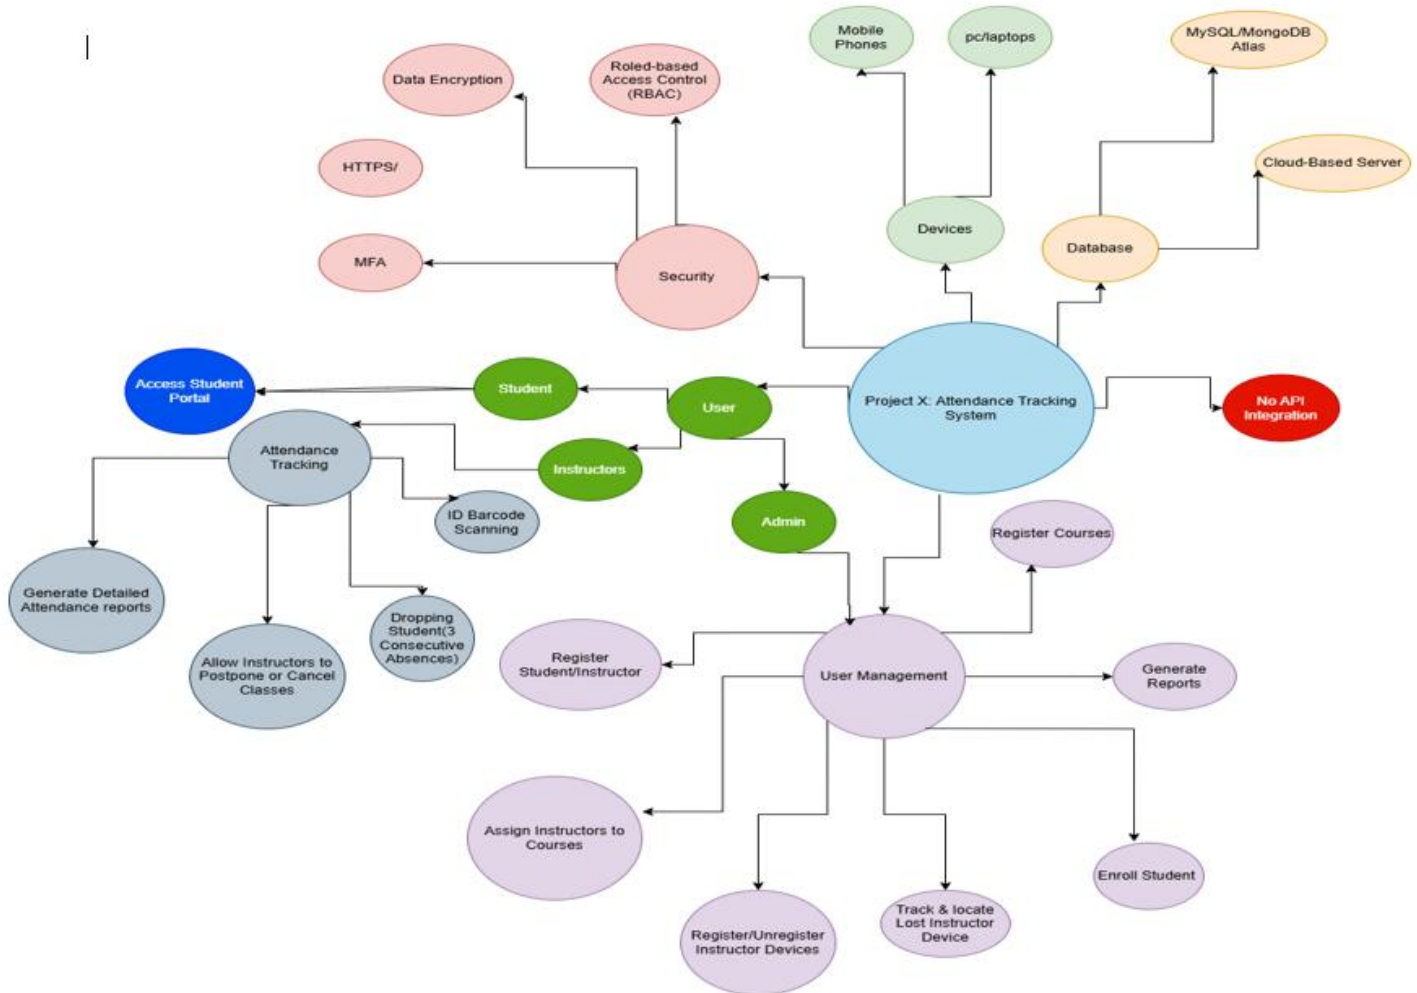 Mobile
Phones
pc/laptops
MySQL/MongoDB
Atlas
Data Encryption
Roled-based
Access Control
(RBAC)
HTTPS/
Cloud-Based Server
MFA
Security
Devices
Database
Access Student
Portal
Student
User
Project X: Attendance Tracking
System
No API
Integration
Attendance
Tracking
Instructors
ID Barcode
Scanning
Admin
Register Courses
Generate Detailed
Attendance reports
Dropping
Student(3
Consecutive
Absences)
Allow Instructors to
Postpone or Cancel
Classes
Register
Student/Instructor
User Management
Generate
Reports
Assign Instructors to
Courses
Enroll Student
Register/Unregister
Instructor Devices
Track & locate
Lost Instructor
Device